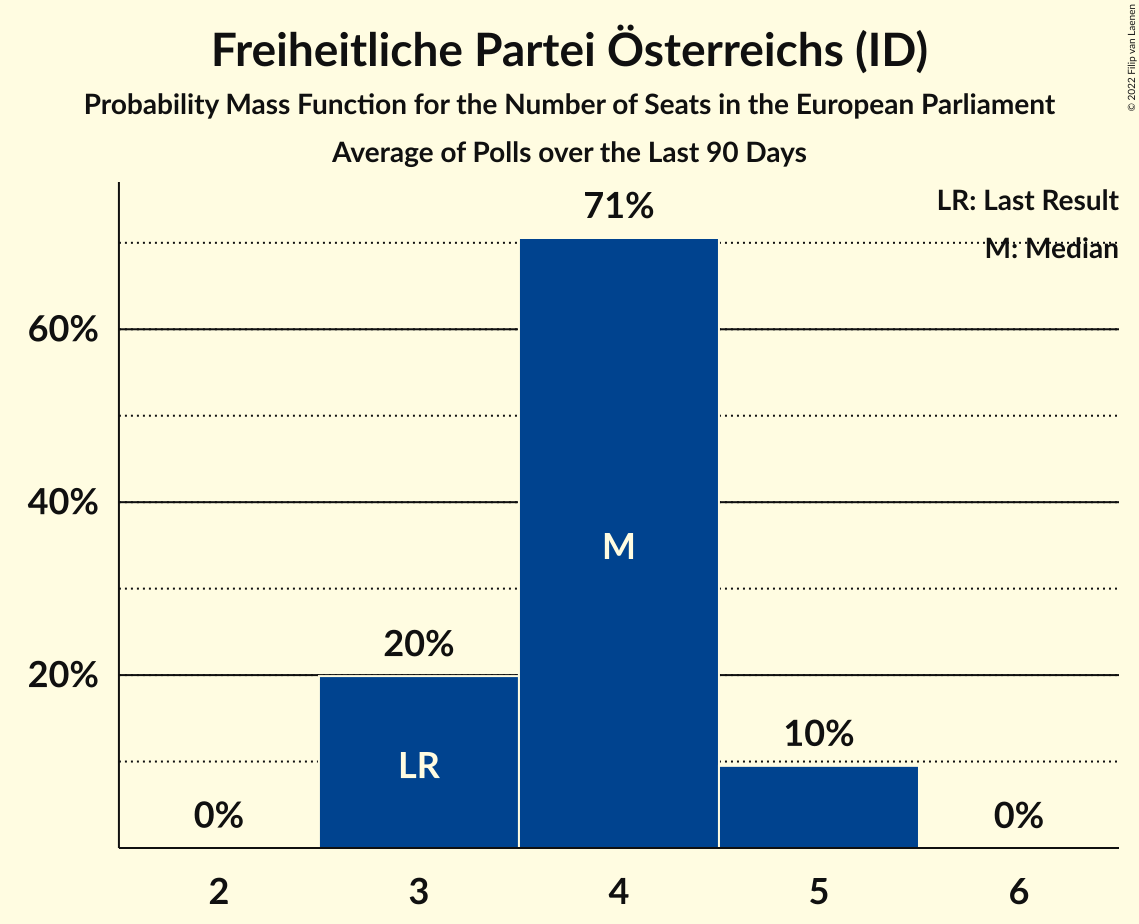 Freiheitliche Partei Österreichs (ID)
Probability Mass Function for the Number of Seats in the European Parliament
Average of Polls over the Last 90 Days
© 2022 Filip van Laenen
LR: Last Result
M: Median
71%
60%
40%
M
20%
20%
LR
10%
0%
0%
2
3
4
5
6